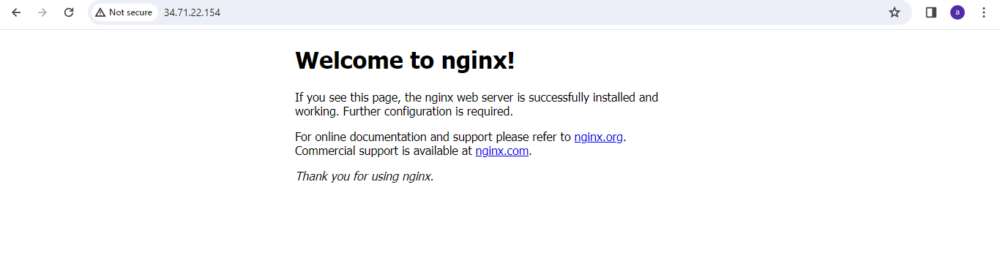 Not secure 34.71.22.154
a
Welcome to nginx!
If you see this page, the nginx web server is successfully installed and
working. Further configuration is required.
For online documentation and support please refer to nginx.org.
Commercial support is available at nginx.com.
Thank you for using nginx.